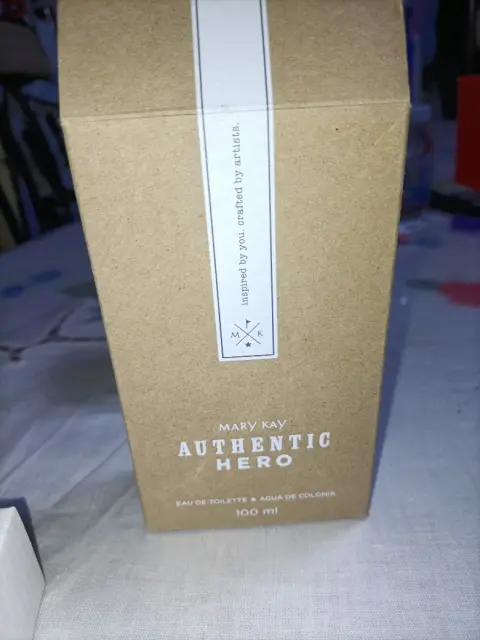 inspired by you. crafted by artists.
M K
MARY KAY
AUTHENTIC
HERO
EAU DE TOILETTE & AGUA DE COLONIA
100 ml